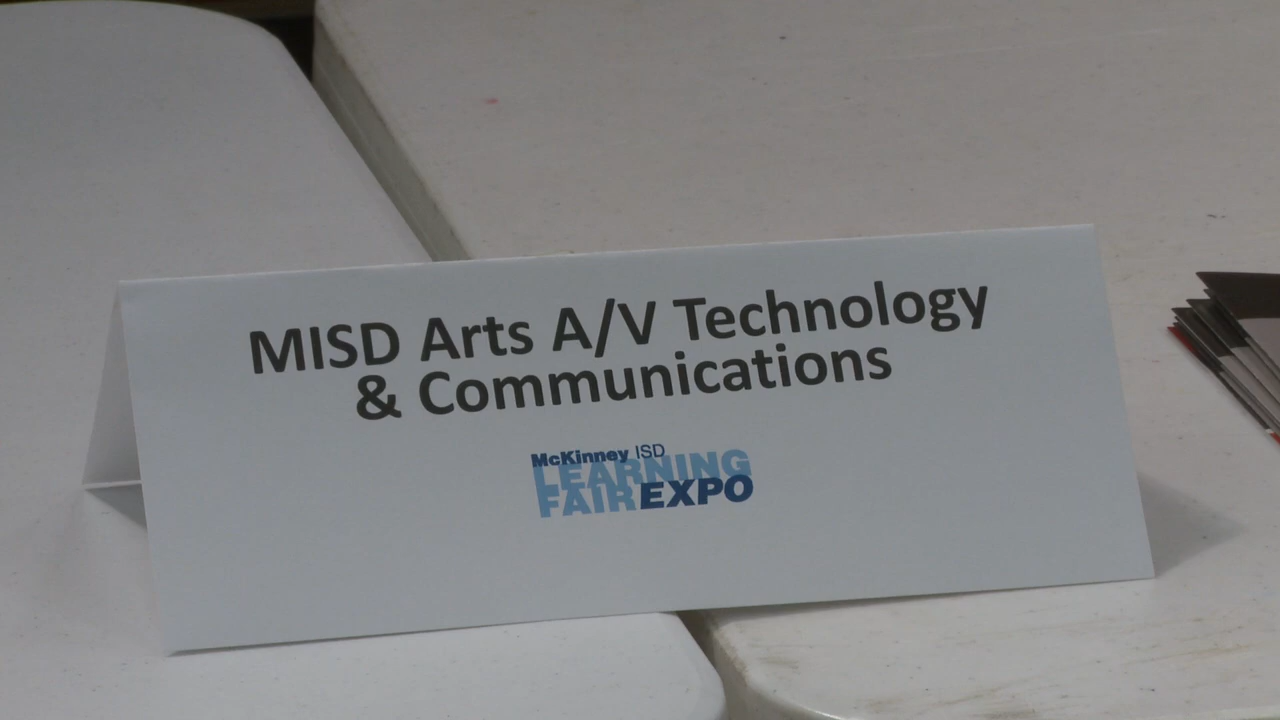 MISD Arts A/V Technology
& Communications
McKinney ISD
LEARNING
FAIR EXPO